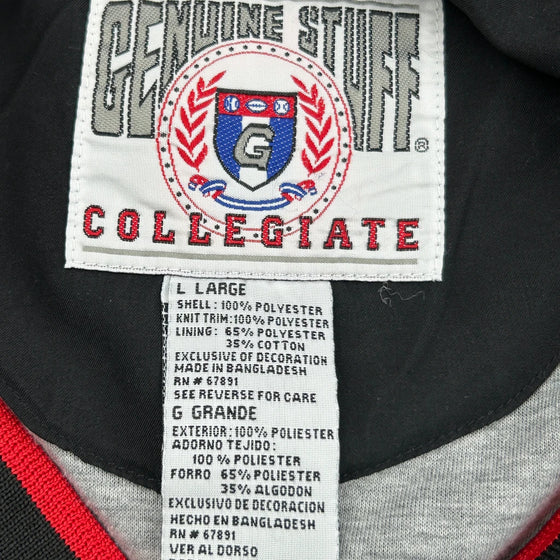 GENUINE STUFF
®
G
COLLEGIATE
L LARGE
SHELL: 100% POLYESTER
KNIT TRIM: 100% POLYESTER
LINING: 65% POLYESTER
35% COTTON
EXCLUSIVE OF DECORATION
MADE IN BANGLADESH
RN # 67891
SEE REVERSE FOR CARE
G GRANDE
EXTERIOR: 100% POLIESTER
ADORNO TEJIDO:
100% POLIESTER
FORRO 65% POLIESTER
35% ALGODON
EXCLUSIVO DE DECORACION
HECHO EN BANGLADESH
RN # 67891
VER AL DORSO